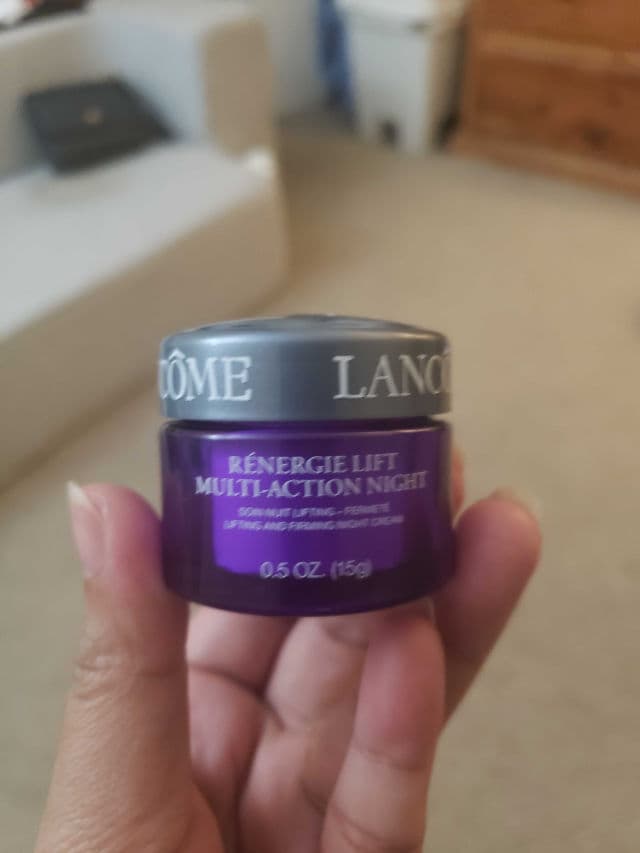 CÔME LANCÔ
RÉNERGIE LIFT
MULTI-ACTION NIGHT
SOIN NUIT LIFTING - FERMETÉ
LIFTING AND FIRMING NIGHT CREAM
0.5 OZ. (15g)